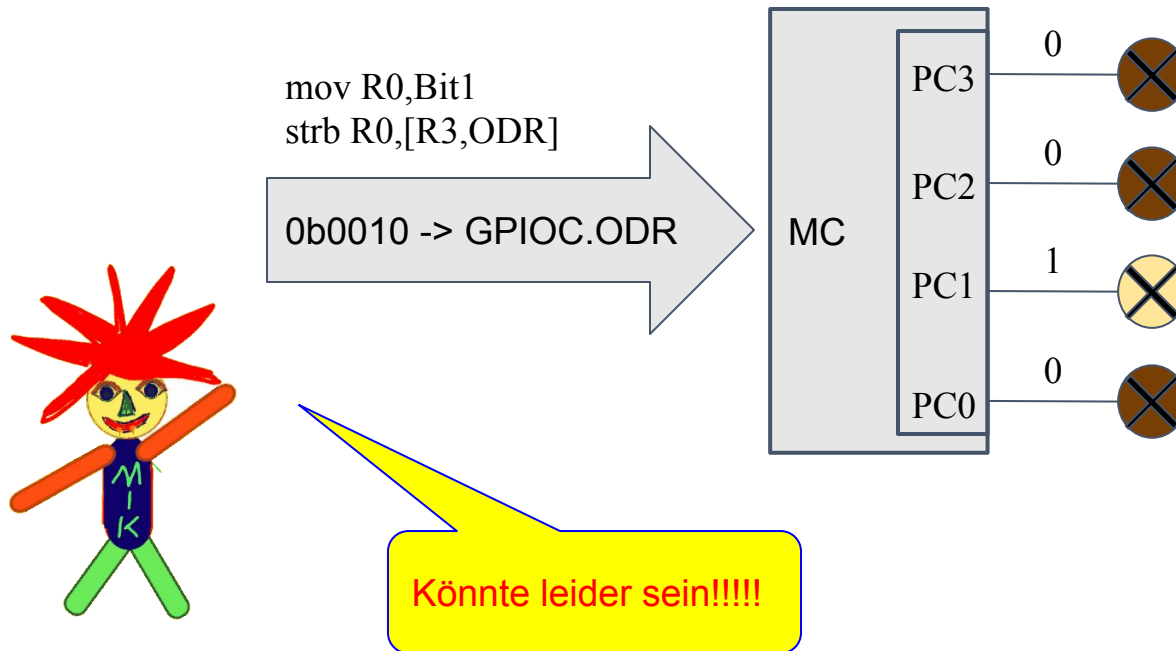 mov R0,Bit1
strb R0,[R3,ODR]
0b0010 -> GPIOC.ODR
MC
PC3
0
PC2
0
PC1
1
PC0
0
M
I
K
Könnte leider sein!!!!!